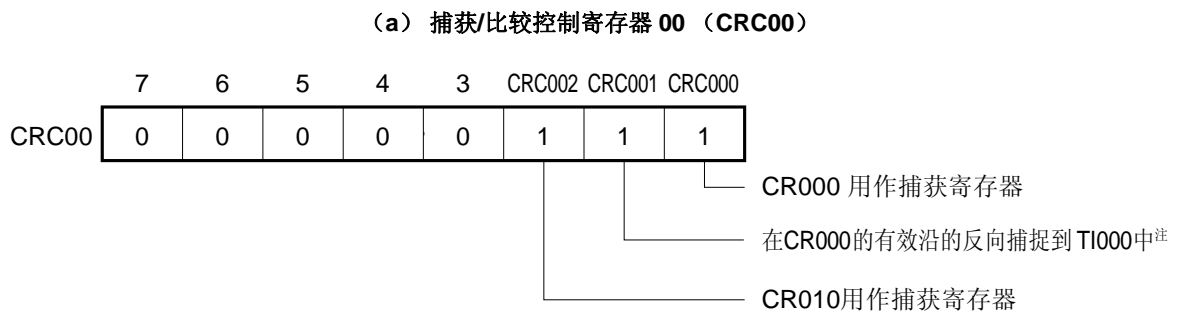 （a） 捕获/比较控制寄存器 00 （CRC00）
7 6 5 4 3 CRC002 CRC001 CRC000
CRC00 0 0 0 0 0 1 1 1
CR000 用作捕获寄存器
在CR000的有效沿的反向捕捉到 TI000中注
CR010用作捕获寄存器